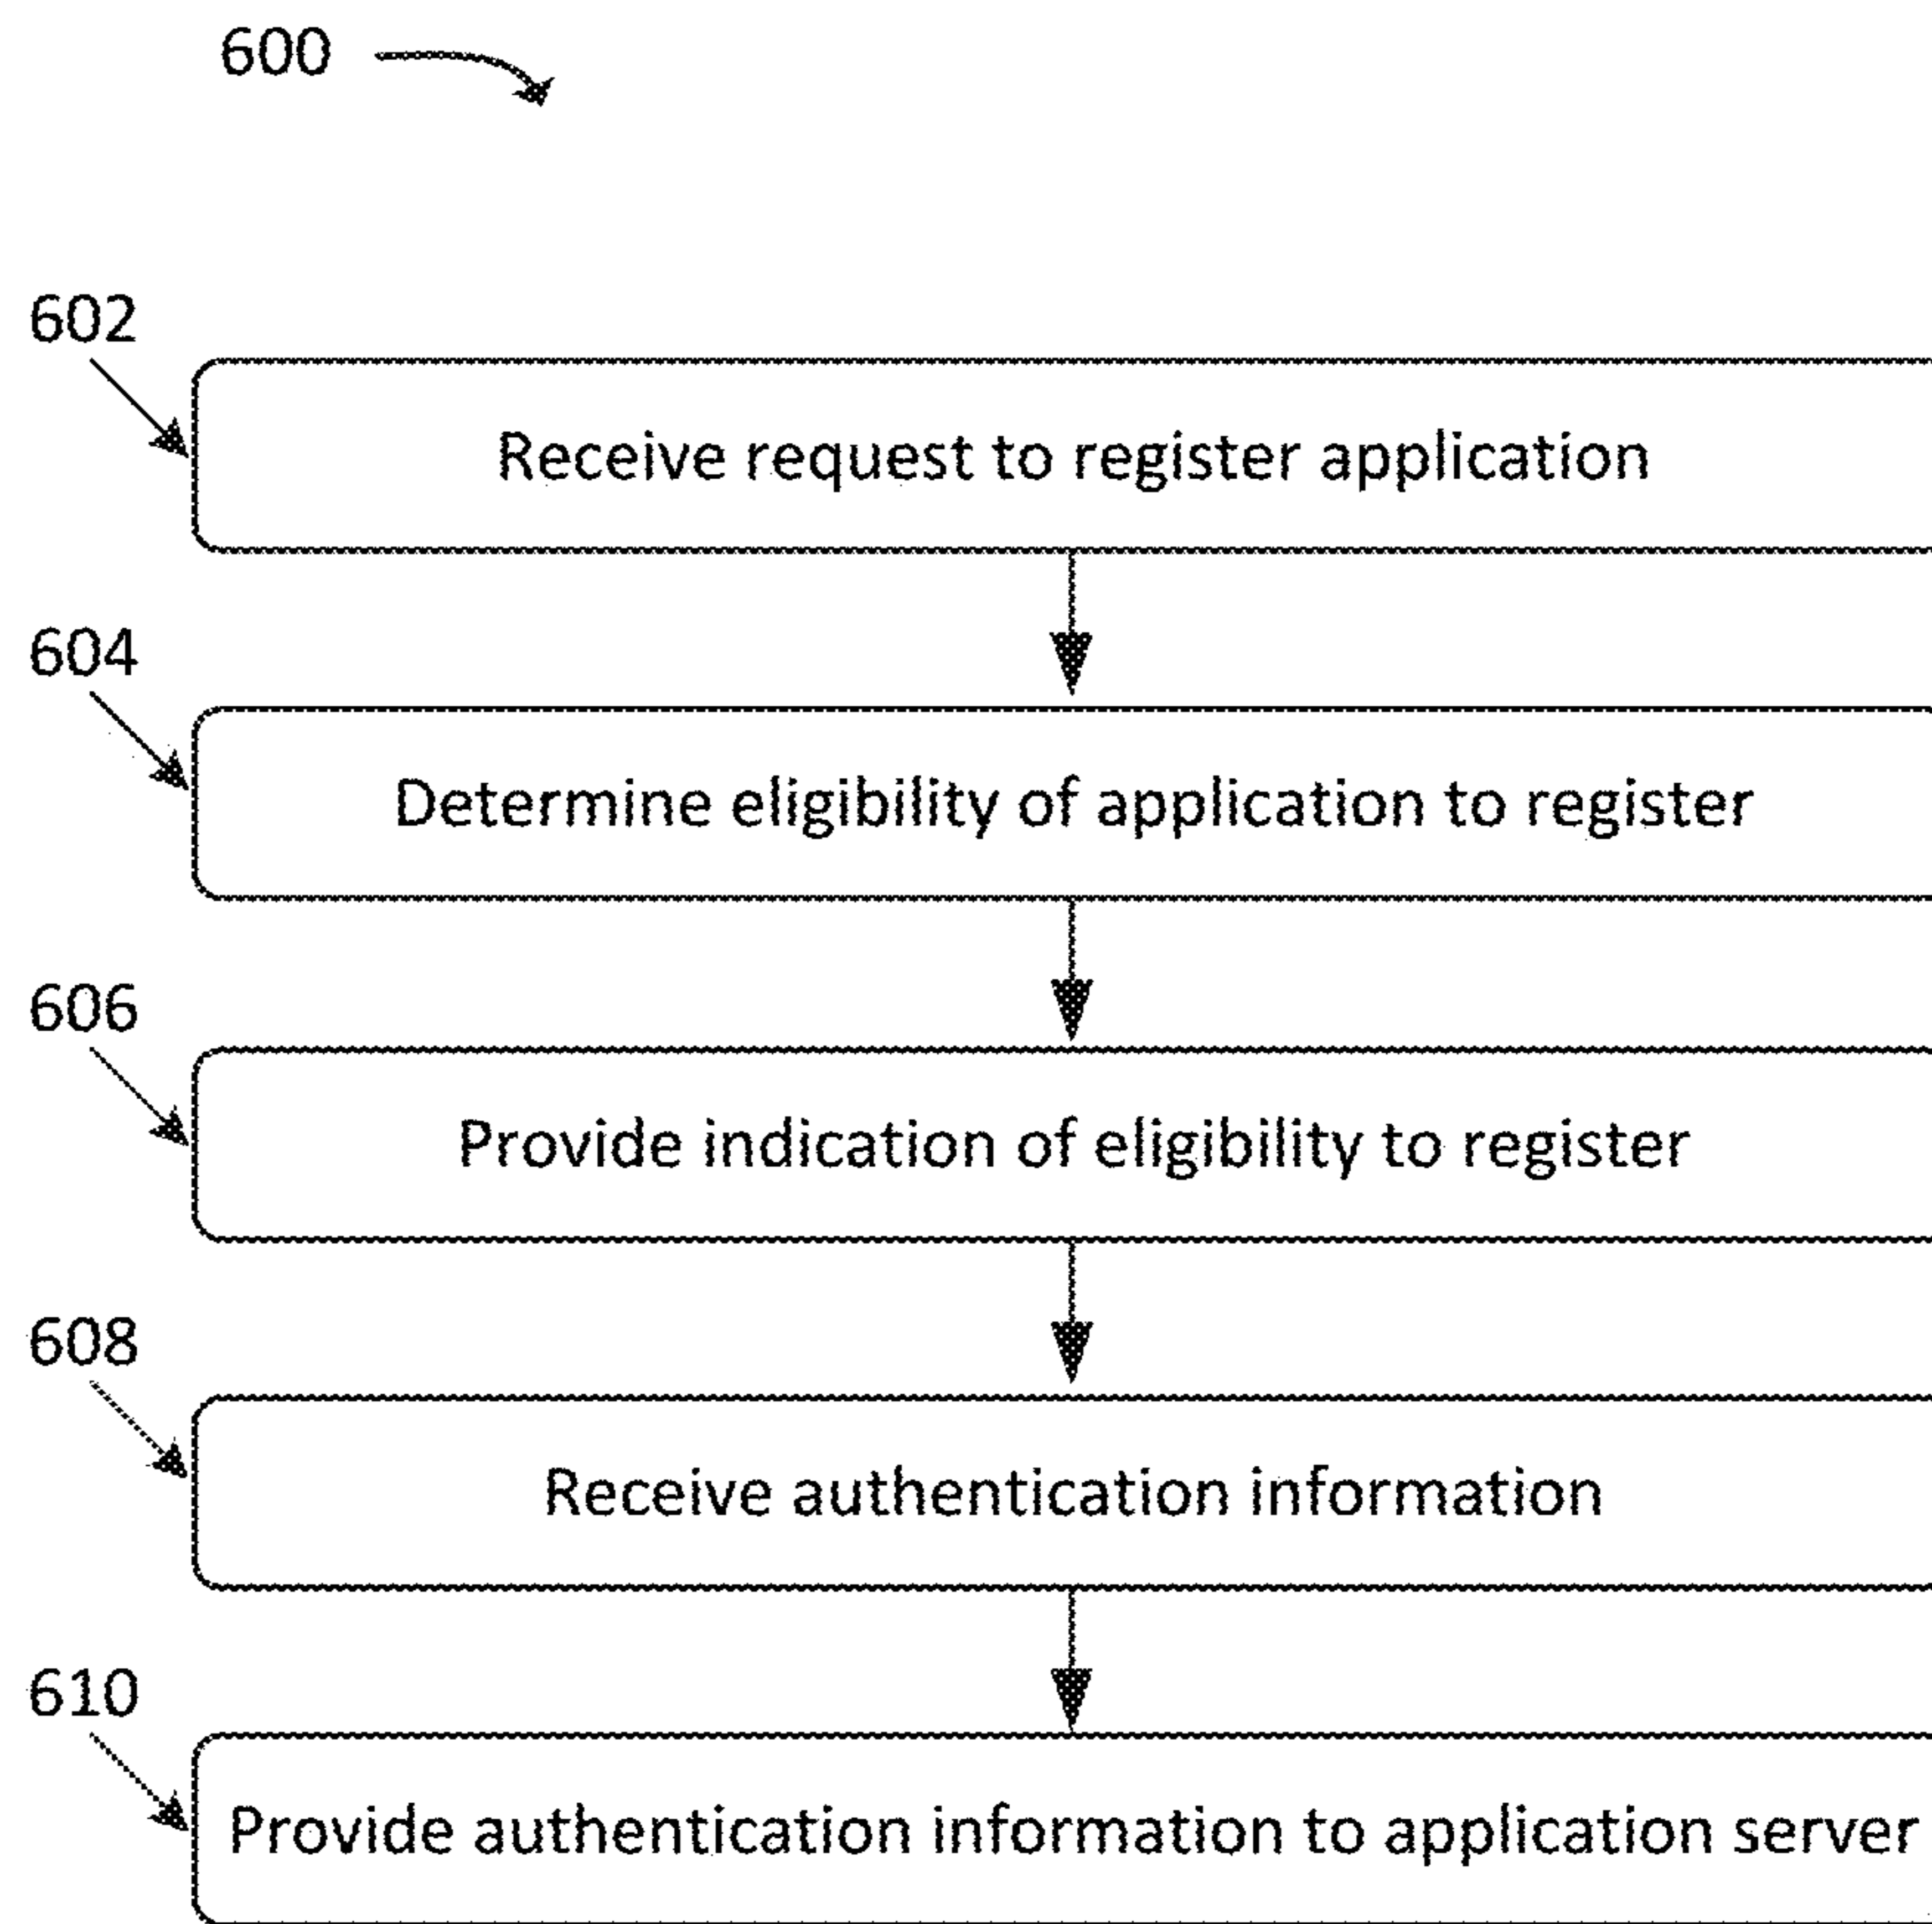 600
602
Receive request to register application
604
Determine eligibility of application to register
606
Provide indication of eligibility to register
608
Receive authentication information
610
Provide authentication information to application server